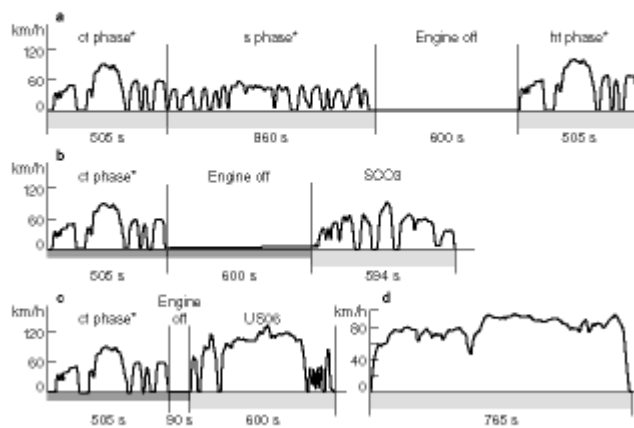 a
km/h
ct phase* s phase* Engine off ht phase*
120
60
0
505 s 860 s 600 s 505 s
b
km/h
ct phase* Engine off SC03
120
60
0
505 s 600 s 594 s
c
km/h
ct phase* Engine off US06
120
60
0
505 s 90 s 600 s
d
km/h
80
40
0
765 s